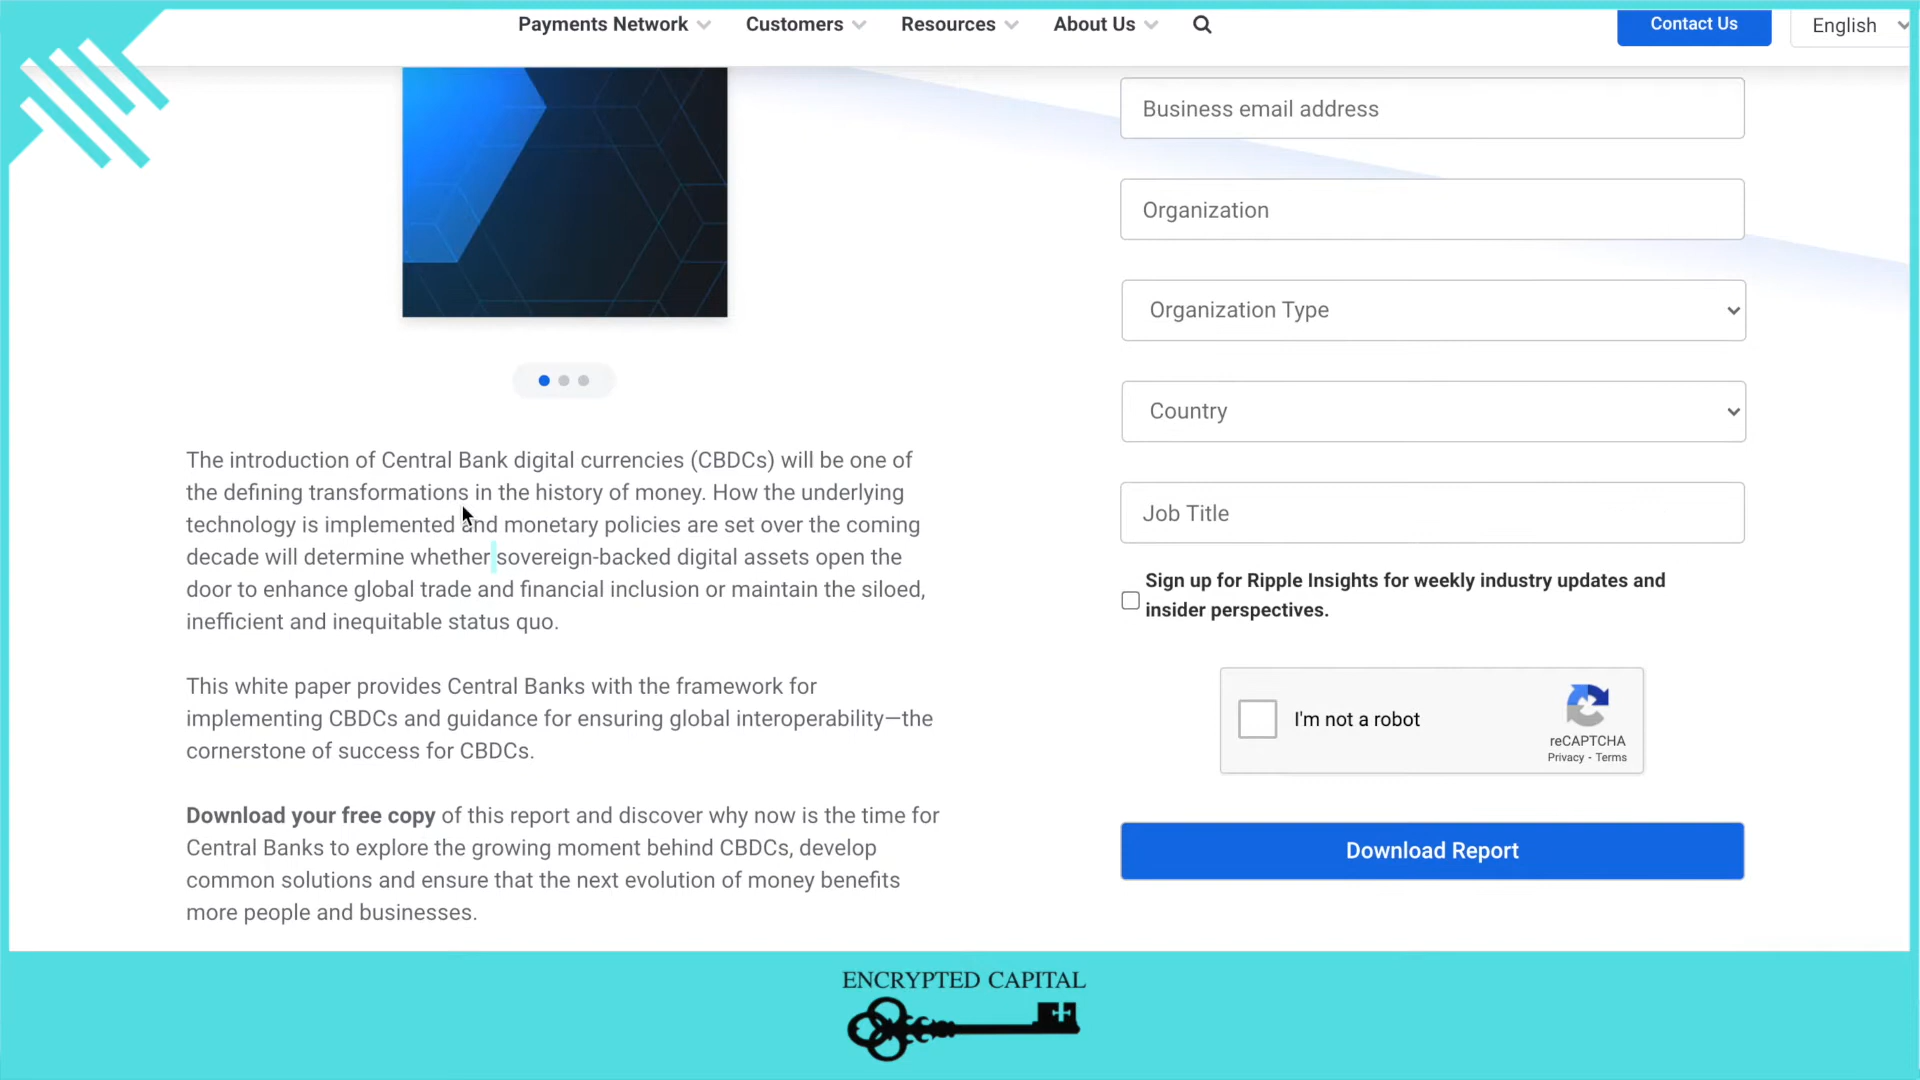 Payments Network
Customers
Resources
About Us
Contact Us
English
Business email address
Organization
Organization Type
Country
Job Title
The introduction of Central Bank digital currencies (CBDCs) will be one of
the defining transformations in the history of money. How the underlying
technology is implemented and monetary policies are set over the coming
decade will determine whether sovereign-backed digital assets open the
door to enhance global trade and financial inclusion or maintain the siloed,
inefficient and inequitable status quo.
This white paper provides Central Banks with the framework for
implementing CBDCs and guidance for ensuring global interoperability—the
cornerstone of success for CBDCs.
Download your free copy of this report and discover why now is the time for
Central Banks to explore the growing moment behind CBDCs, develop
common solutions and ensure that the next evolution of money benefits
more people and businesses.
Sign up for Ripple Insights for weekly industry updates and
insider perspectives.
I'm not a robot
reCAPTCHA
Privacy - Terms
Download Report
ENCRYPTED CAPITAL